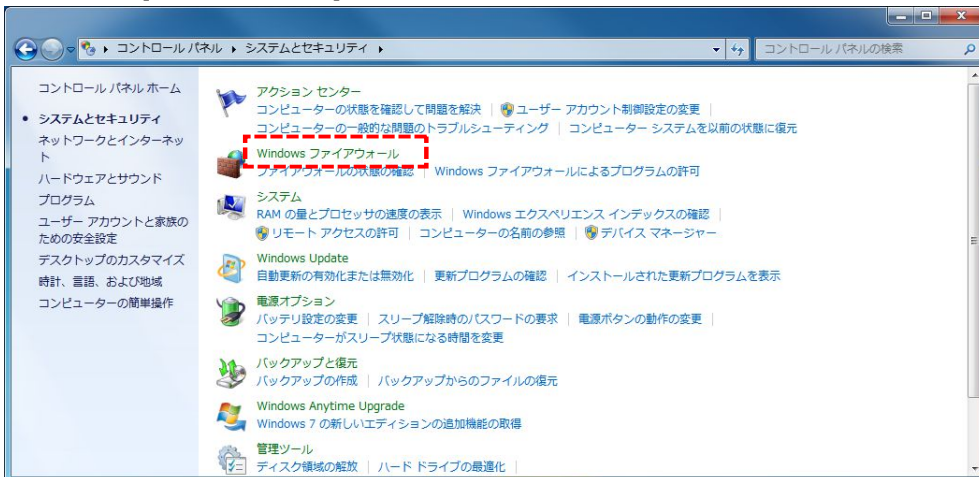 コントロール パネル ▸ システムとセキュリティ ▸
コントロール パネルの検索
コントロール パネル ホーム
• システムとセキュリティ
ネットワークとインターネッ
ト
ハードウェアとサウンド
プログラム
ユーザー アカウントと家族の
ための安全設定
デスクトップのカスタマイズ
時計、言語、および地域
コンピューターの簡単操作
アクション センター
コンピューターの状態を確認して問題を解決 | ユーザー アカウント制御設定の変更 |
コンピューターの一般的な問題のトラブルシューティング | コンピューター システムを以前の状態に復元
Windows ファイアウォール
ファイアウォールの状態の確認 | Windows ファイアウォールによるプログラムの許可
システム
RAM の量とプロセッサの速度の表示 | Windows エクスペリエンス インデックスの確認 |
リモート アクセスの許可 | コンピューターの名前の参照 | デバイス マネージャー
Windows Update
自動更新の有効化または無効化 | 更新プログラムの確認 | インストールされた更新プログラムを表示
電源オプション
バッテリ設定の変更 | スリープ解除時のパスワードの要求 | 電源ボタンの動作の変更 |
コンピューターがスリープ状態になる時間を変更
バックアップと復元
バックアップの作成 | バックアップからのファイルの復元
Windows Anytime Upgrade
Windows 7 の新しいエディションの追加機能の取得
管理ツール
ディスク領域の解放 | ハード ドライブの最適化 |